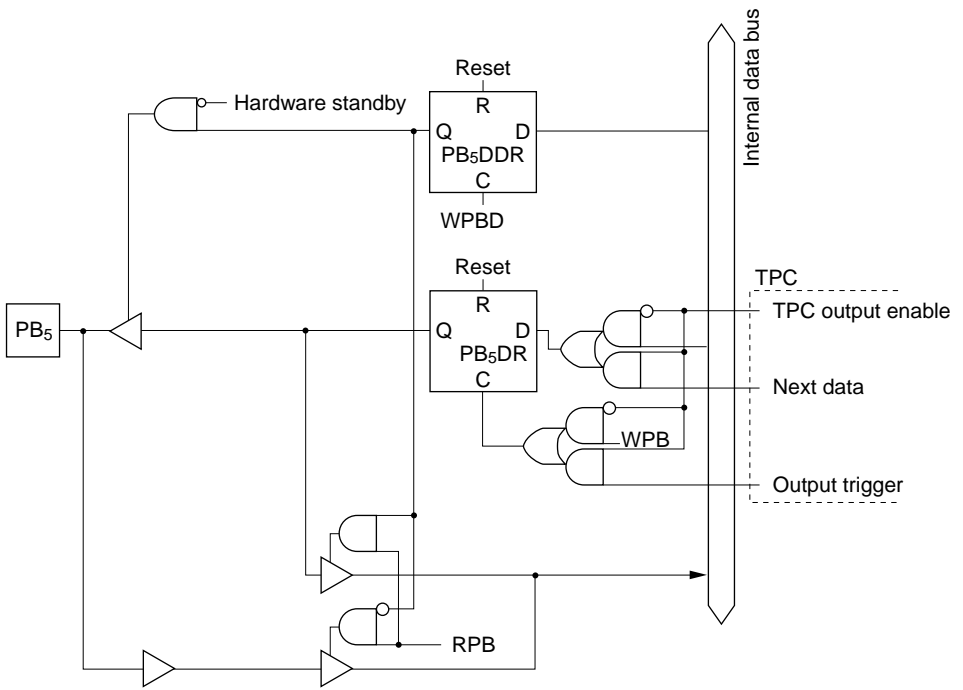 Reset
R
Hardware standby
Q D
PB₅DDR
C
WPBD
Internal data bus
Reset
R
TPC
PB₅
Q D
PB₅DR
C
TPC output enable
Next data
WPB
Output trigger
RPB